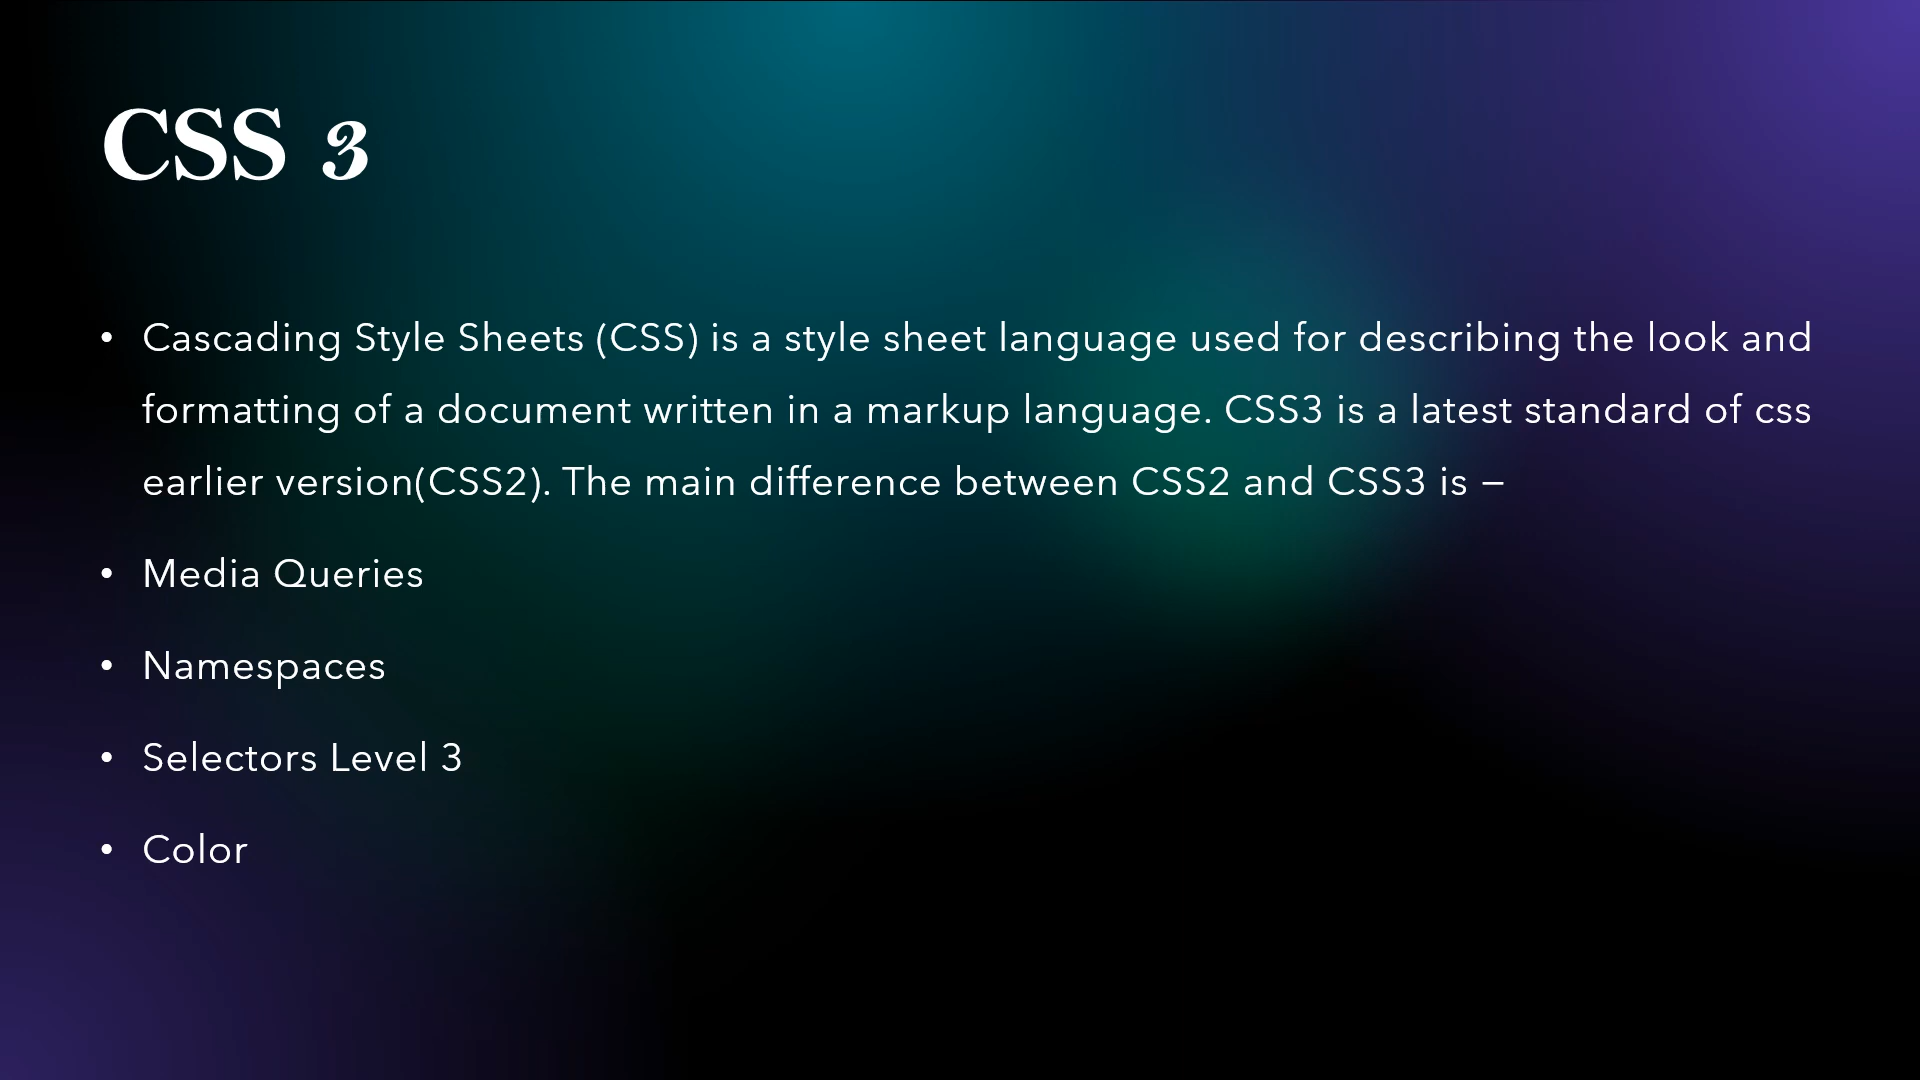 CSS 3
• Cascading Style Sheets (CSS) is a style sheet language used for describing the look and
formatting of a document written in a markup language. CSS3 is a latest standard of css
earlier version(CSS2). The main difference between CSS2 and CSS3 is −
• Media Queries
• Namespaces
• Selectors Level 3
• Color